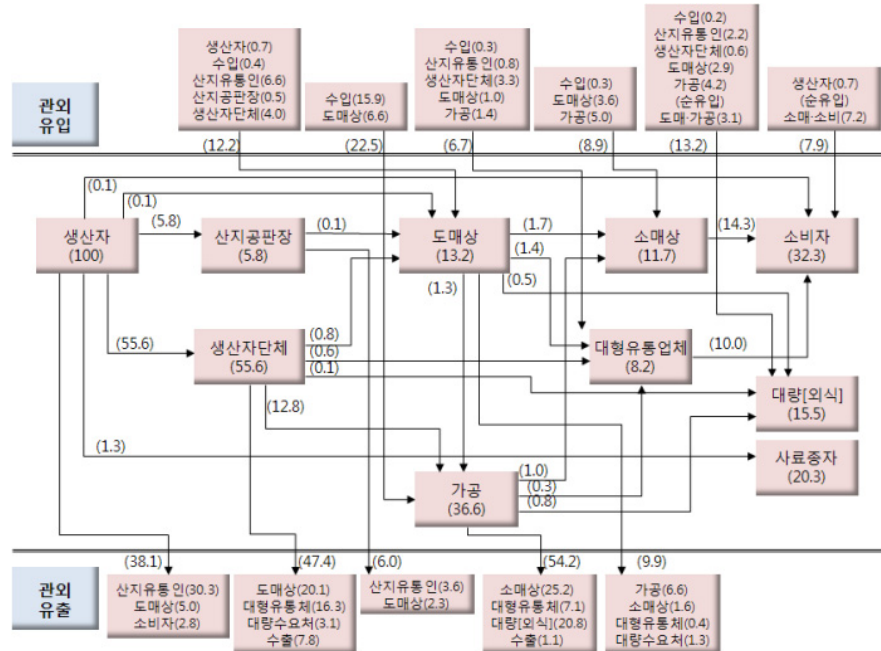 생산자(0.7)
수입(0.4)
산지유통인(6.6)
산지공판장(0.5)
생산자단체(4.0)
수입(15.9)
도매상(6.6)
수입(0.3)
산지유통인(0.8)
생산자단체(3.3)
도매상(1.0)
가공(1.4)
수입(0.3)
도매상(3.6)
가공(5.0)
수입(0.2)
산지유통인(2.2)
생산자단체(0.6)
도매상(2.9)
가공(4.2)
(순유입)
도매·가공(3.1)
생산자(0.7)
(순유입)
소매·소비(7.2)
관외
유입
(12.2)
(22.5)
(6.7)
(8.9)
(13.2)
(7.9)
(0.1)
(0.1)
(5.8)
(0.1)
(1.7)
(14.3)
생산자
(100)
산지공판장
(5.8)
도매상
(13.2)
소매상
(11.7)
소비자
(32.3)
(1.4)
(1.3)
(0.5)
(55.6)
생산자단체
(55.6)
(0.8)
(0.6)
(0.1)
대형유통업체
(8.2)
(10.0)
(12.8)
대량[외식]
(15.5)
(1.3)
사료종자
(20.3)
가공
(36.6)
(1.0)
(0.3)
(0.8)
(38.1)
(47.4)
(6.0)
(54.2)
(9.9)
관외
유출
산지유통인(30.3)
도매상(5.0)
소비자(2.8)
도매상(20.1)
대형유통체(16.3)
대량수요처(3.1)
수출(7.8)
산지유통인(3.6)
도매상(2.3)
소매상(25.2)
대형유통체(7.1)
대량[외식](20.8)
수출(1.1)
가공(6.6)
소매상(1.6)
대형유통체(0.4)
대량수요처(1.3)